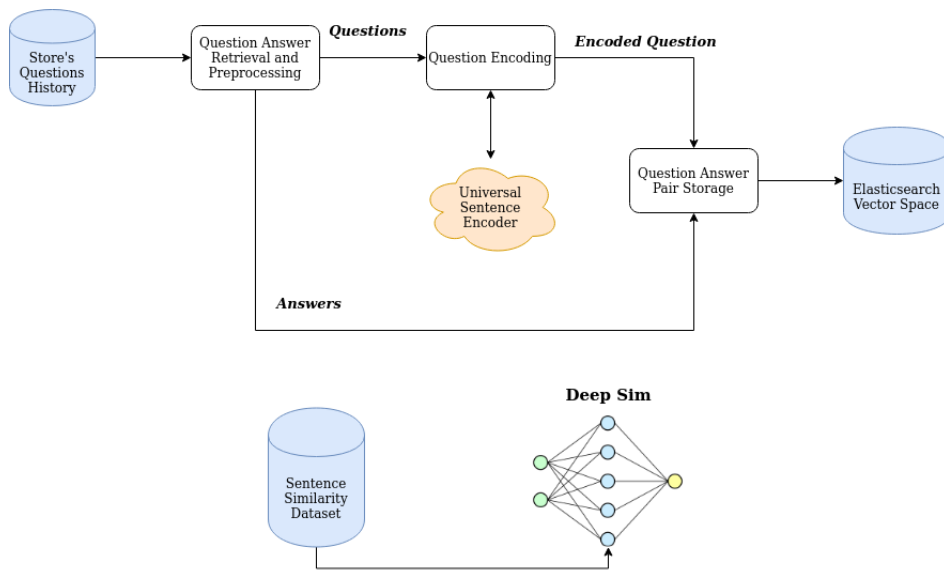 Store's
Questions
History
Question Answer
Retrieval and
Preprocessing
Questions
Question Encoding
Encoded Question
Universal
Sentence
Encoder
Question Answer
Pair Storage
Elasticsearch
Vector Space
Answers
Deep Sim
Sentence
Similarity
Dataset